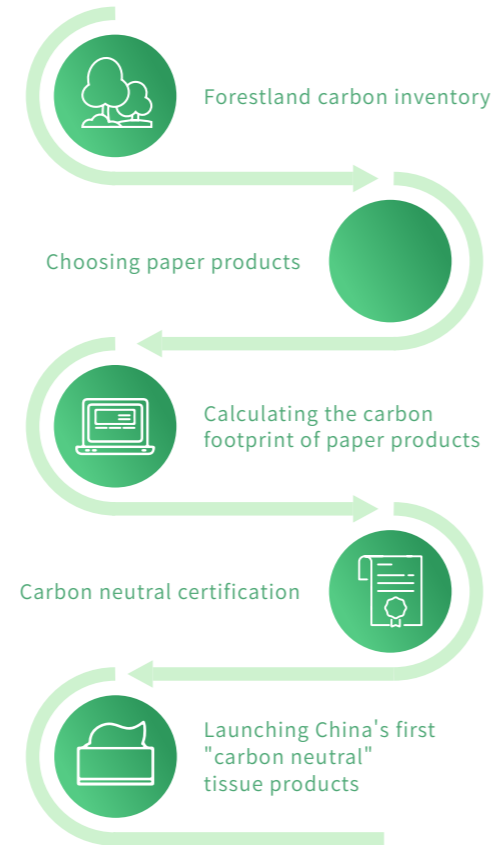 Forestland carbon inventory
Choosing paper products
Calculating the carbon
footprint of paper products
Carbon neutral certification
Launching China's first
"carbon neutral"
tissue products